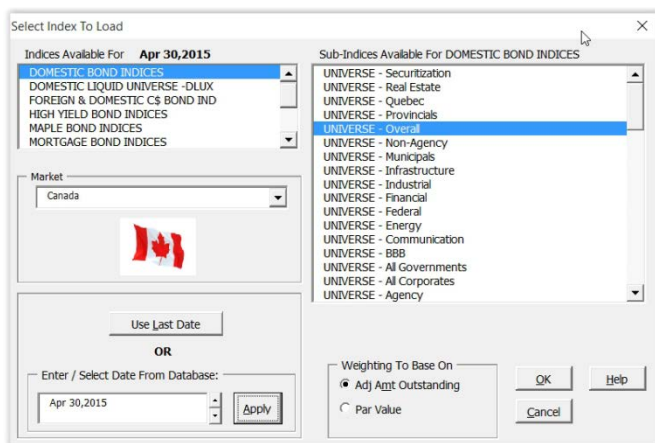 Select Index To Load
Indices Available For Apr 30,2015
DOMESTIC BOND INDICES
DOMESTIC LIQUID UNIVERSE -DLUX
FOREIGN & DOMESTIC C$ BOND IND
HIGH YIELD BOND INDICES
MAPLE BOND INDICES
MORTGAGE BOND INDICES
Market
Canada
Use Last Date
OR
Enter / Select Date From Database:
Apr 30,2015
Apply
Sub-Indices Available For DOMESTIC BOND INDICES
UNIVERSE - Securitization
UNIVERSE - Real Estate
UNIVERSE - Quebec
UNIVERSE - Provincials
UNIVERSE - Overall
UNIVERSE - Non-Agency
UNIVERSE - Municipals
UNIVERSE - Infrastructure
UNIVERSE - Industrial
UNIVERSE - Financial
UNIVERSE - Federal
UNIVERSE - Energy
UNIVERSE - Communication
UNIVERSE - BBB
UNIVERSE - All Governments
UNIVERSE - All Corporates
UNIVERSE - Agency
Weighting To Base On
Adj Amt Outstanding
Par Value
OK
Help
Cancel